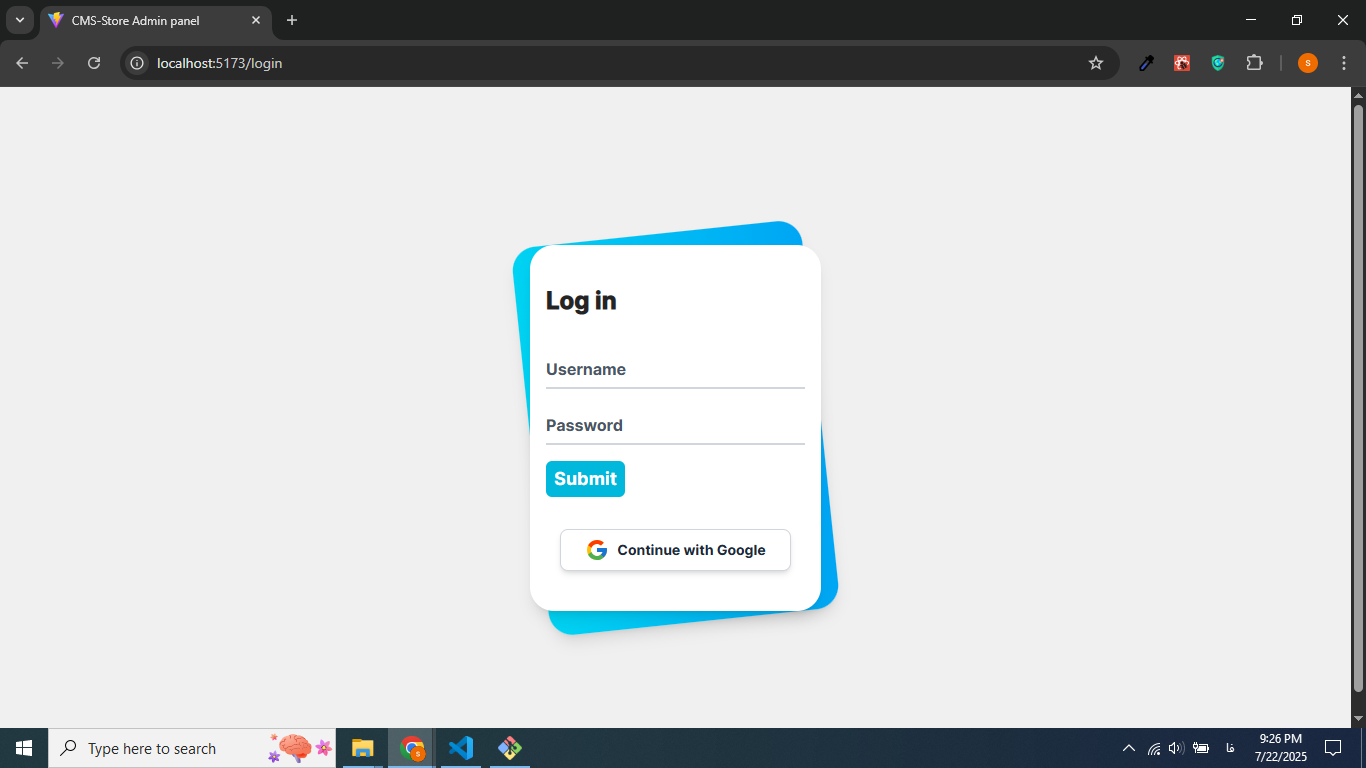 CMS-Store Admin panel
localhost:5173/login
s
Log in
Username
Password
Submit
Continue with Google
Type here to search
s
فا
9:26 PM
7/22/2025